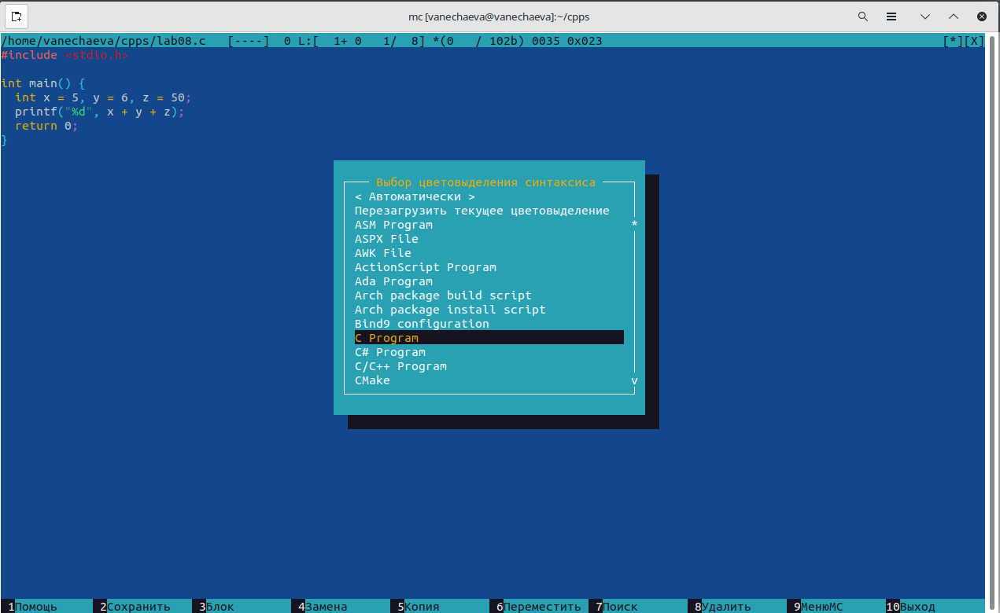 mc [vanechaeva@vanechaeva]:~/cpps
/home/vanechaeva/cpps/lab08.c   [----]  0 L:[  1+ 0   1/  8] *(0   / 102b) 0035 0x023   [*][X]
#include <stdio.h>

int main() {
  int x = 5, y = 6, z = 50;
  printf("%d", x + y + z);
  return 0;
}
Выбор цветовыделения синтаксиса
< Автоматически >
Перезагрузить текущее цветовыделение
ASM Program *
ASPX File
AWK File
ActionScript Program
Ada Program
Arch package build script
Arch package install script
Bind9 configuration
C Program
C# Program
C/C++ Program
CMake v
1Помощь 2Сохранить 3Блок 4Замена 5Копия 6Переместить 7Поиск 8Удалить 9МенюMC 10Выход